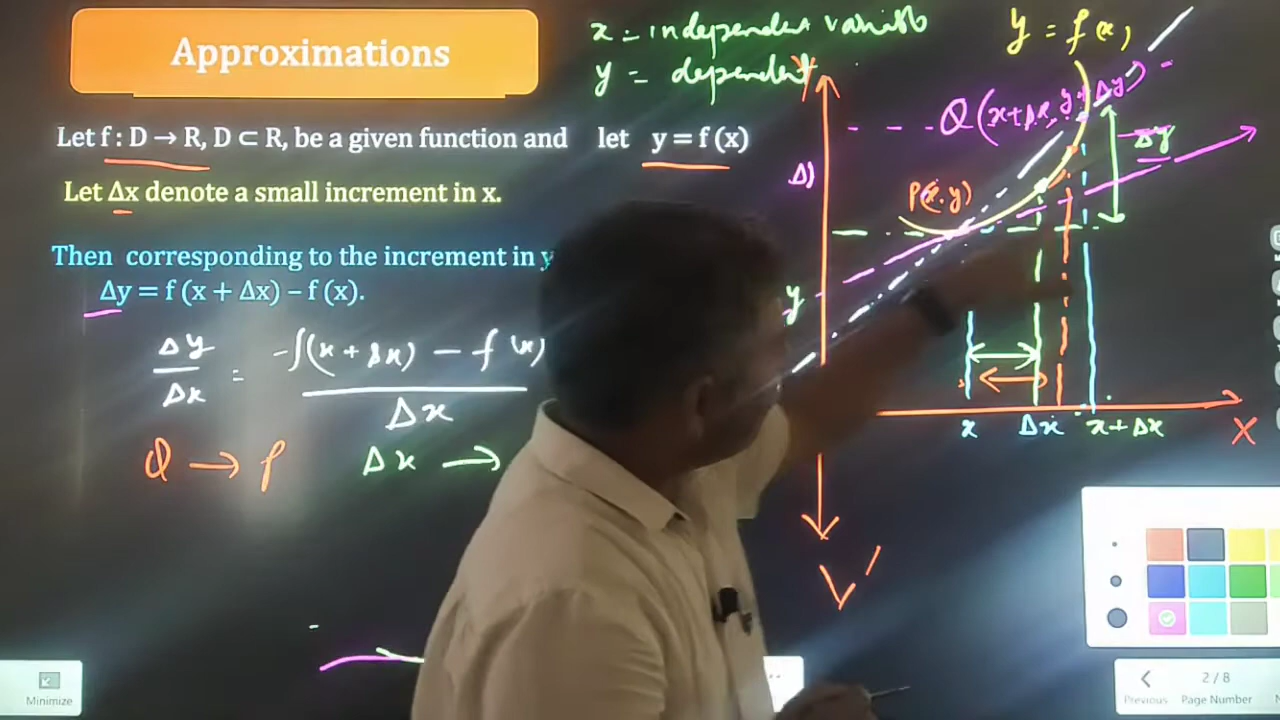 Approximations
x = independent variable
y = dependent
y = f(x)
Let f : D → R, D ⊂ R, be a given function and let y = f (x)
Let Δx denote a small increment in x.
Then corresponding to the increment in y
Δy = f (x + Δx) – f (x).
Δy
Δx
=
f(x + Δx) – f(x)
Δx
Q → P Δx →
Q(x+Δx, y+Δy)
Δy
P(x, y)
y
x Δx x+Δx
X
Y
Y'
Minimize
2 / 8
Previous Page Number